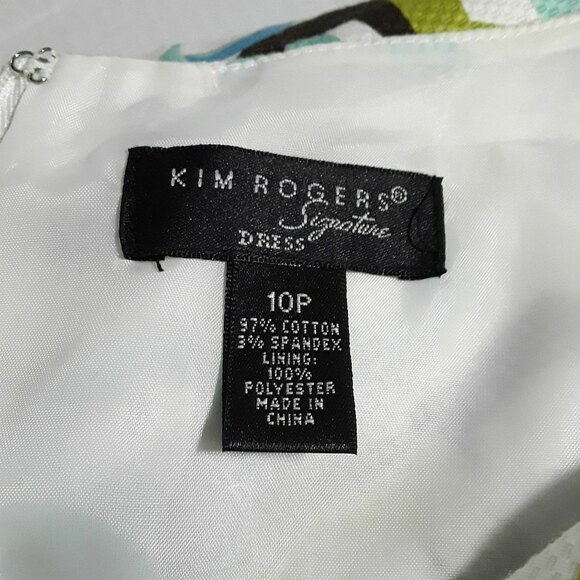 KIM ROGERS®
Signature
DRESS
10P
97% COTTON
3% SPANDEX
LINING:
100%
POLYESTER
MADE IN
CHINA